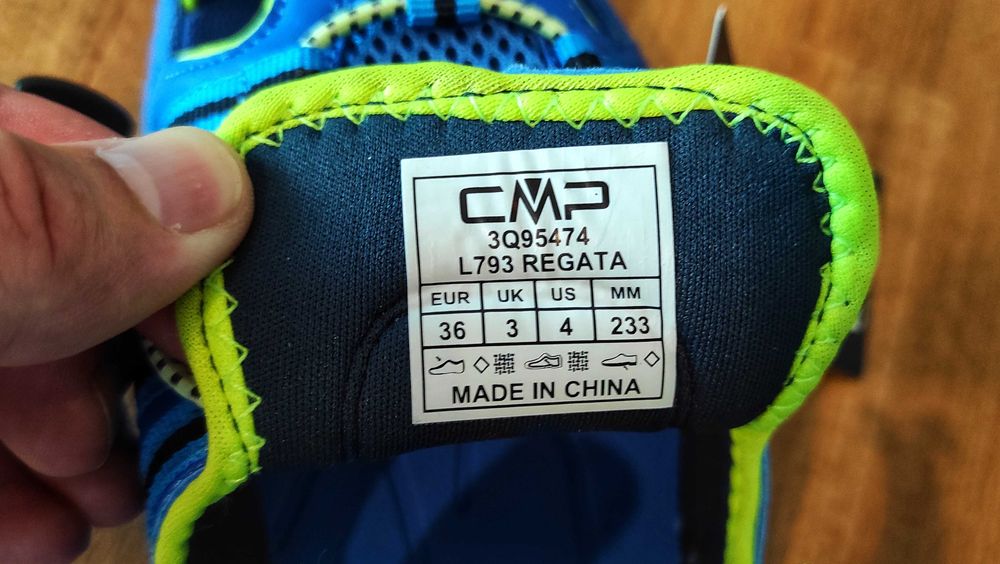 CMP
3Q95474
L793 REGATA
EUR UK US MM
36 3 4 233
MADE IN CHINA